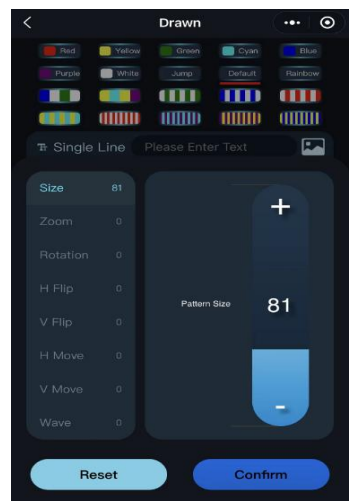 Drawn
Red Yellow Green Cyan Blue
Purple White Jump Default Rainbow
Tr Single Line Please Enter Text
Size 81
Zoom 0
Rotation 0
H Flip 0
V Flip 0
H Move 0
V Move 0
Wave 0
+
Pattern Size 81
-
Reset Confirm